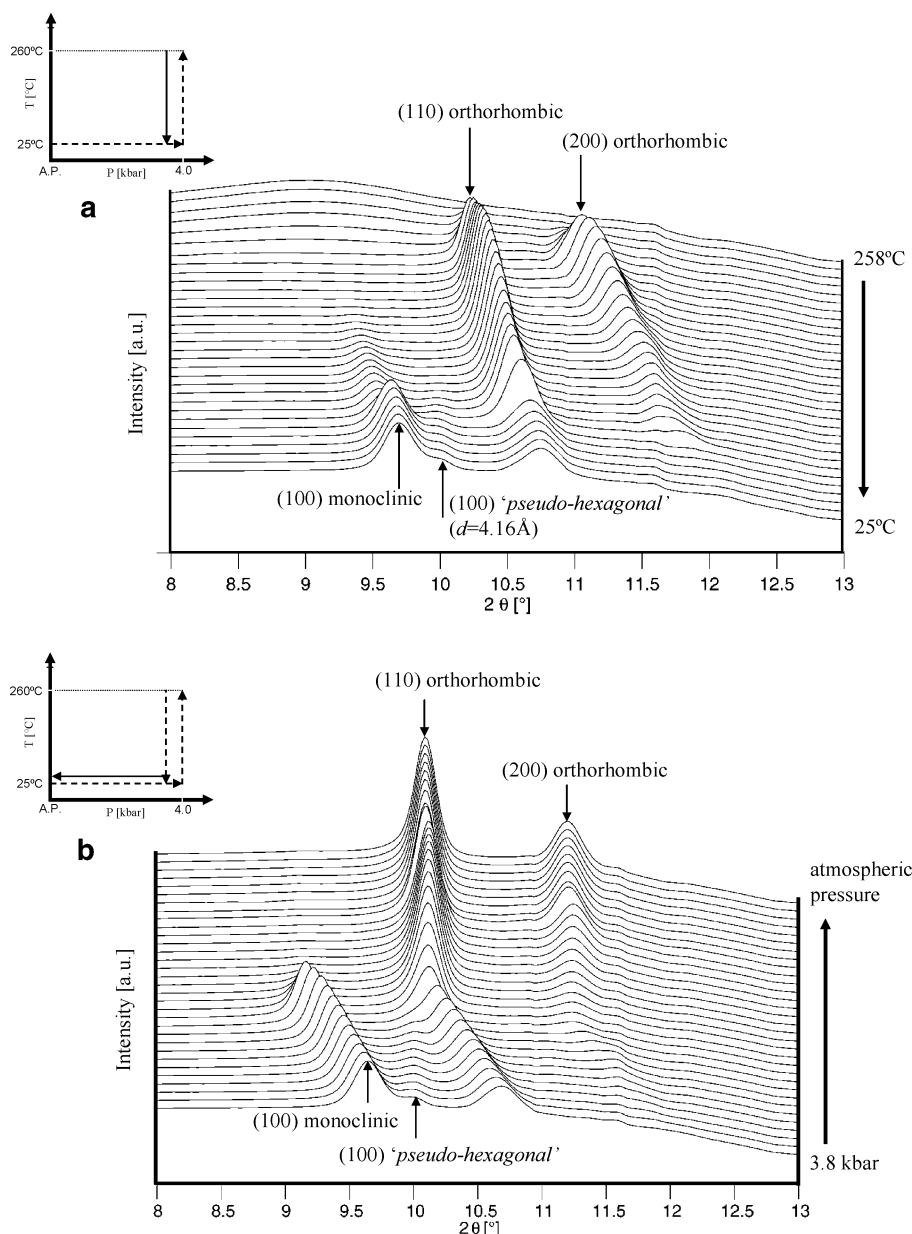 260ºC
T [°C]
25ºC
A.P.
P [kbar]
4.0
(110) orthorhombic
(200) orthorhombic
a
258ºC
Intensity [a.u.]
(100) monoclinic
(100) ‘pseudo-hexagonal’
(d=4.16Å)
25ºC
8 8.5 9 9.5 10 10.5 11 11.5 12 12.5 13
2 θ [°]
260ºC
T [°C]
25ºC
A.P.
P [kbar]
4.0
(110) orthorhombic
(200) orthorhombic
b
atmospheric
pressure
Intensity [a.u.]
(100) monoclinic
(100) ‘pseudo-hexagonal’
3.8 kbar
8 8.5 9 9.5 10 10.5 11 11.5 12 12.5 13
2θ [°]